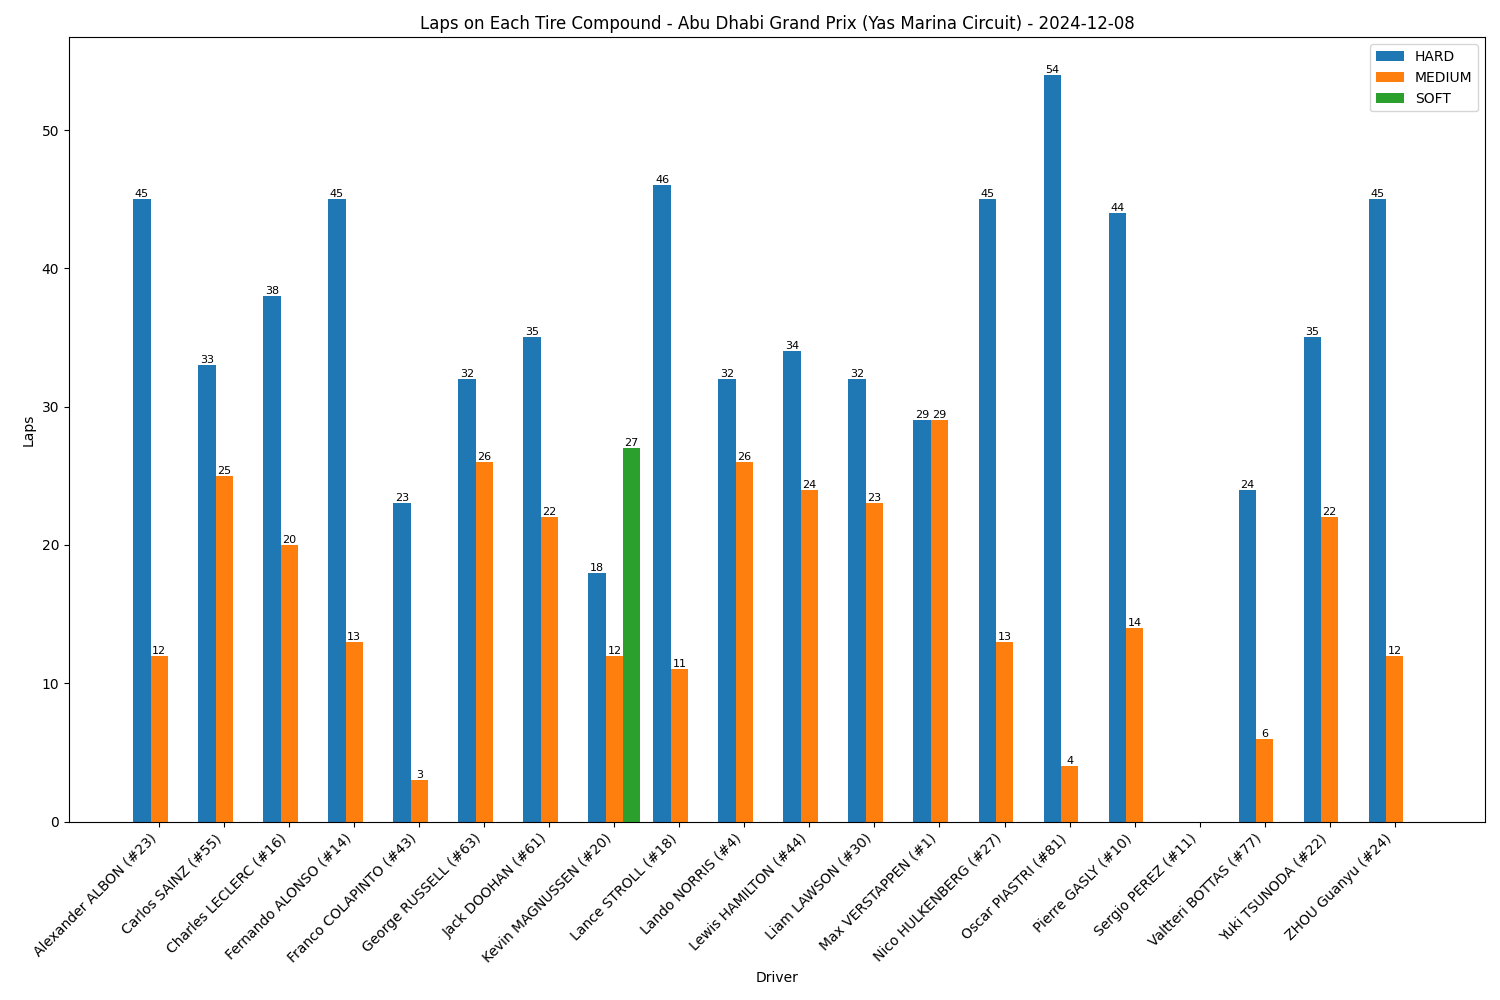 Laps on Each Tire Compound - Abu Dhabi Grand Prix (Yas Marina Circuit) - 2024-12-08
HARD
MEDIUM
SOFT
Laps
50
40
30
20
10
0
45
12
33
25
38
20
45
13
23
3
32
26
35
22
18
12
27
46
11
32
26
34
24
32
23
29
29
45
13
54
4
44
14
24
6
35
22
45
12
Alexander ALBON (#23)
Carlos SAINZ (#55)
Charles LECLERC (#16)
Fernando ALONSO (#14)
Franco COLAPINTO (#43)
George RUSSELL (#63)
Jack DOOHAN (#61)
Kevin MAGNUSSEN (#20)
Lance STROLL (#18)
Lando NORRIS (#4)
Lewis HAMILTON (#44)
Liam LAWSON (#30)
Max VERSTAPPEN (#1)
Nico HULKENBERG (#27)
Oscar PIASTRI (#81)
Pierre GASLY (#10)
Sergio PEREZ (#11)
Valtteri BOTTAS (#77)
Yuki TSUNODA (#22)
ZHOU Guanyu (#24)
Driver